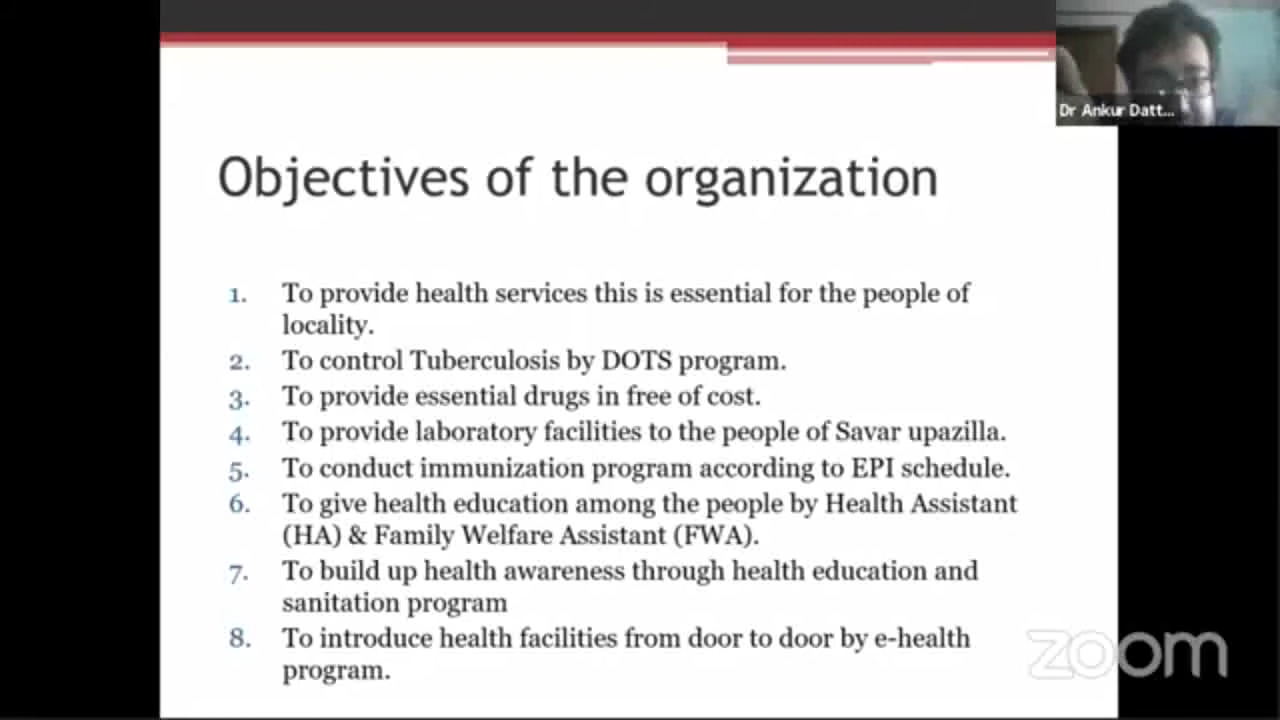 Dr Ankur Datt...
Objectives of the organization
1. To provide health services this is essential for the people of
locality.
2. To control Tuberculosis by DOTS program.
3. To provide essential drugs in free of cost.
4. To provide laboratory facilities to the people of Savar upazilla.
5. To conduct immunization program according to EPI schedule.
6. To give health education among the people by Health Assistant
(HA) & Family Welfare Assistant (FWA).
7. To build up health awareness through health education and
sanitation program
8. To introduce health facilities from door to door by e-health
program.
zoom